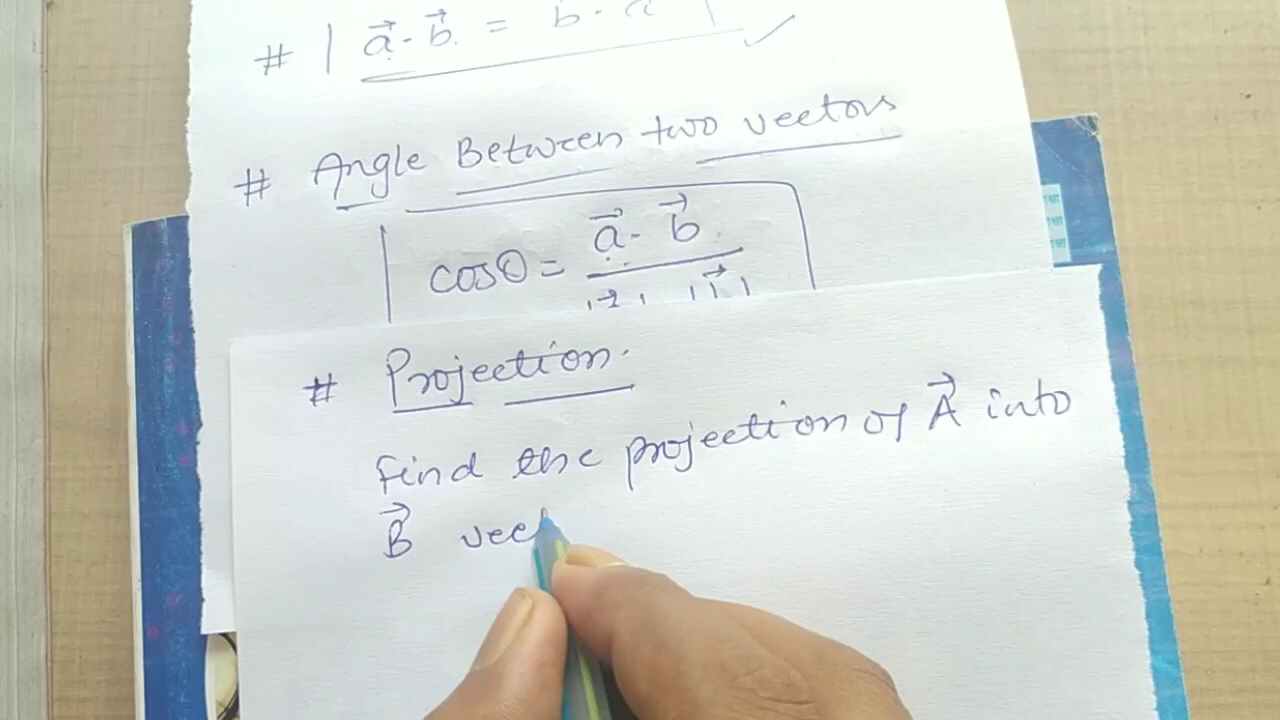 # | a⃗ · b⃗ = b · a |
# Angle Between two vectors
cosθ = a⃗ · b⃗
# Projection.
Find the projection of A⃗ into
B⃗ vec